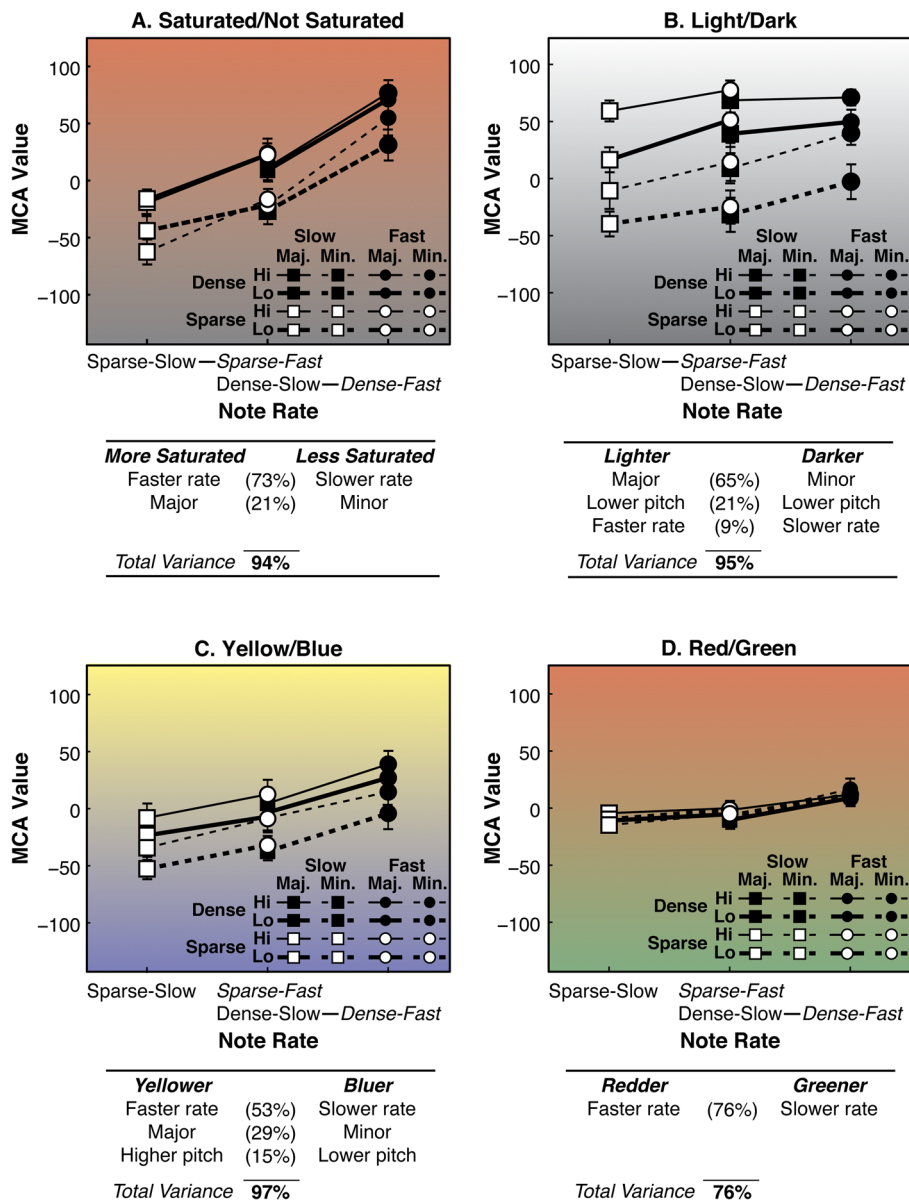 A. Saturated/Not Saturated
MCA Value
100
50
0
−50
−100
Slow Fast
Maj. Min. Maj. Min.
Dense Hi
Lo
Sparse Hi
Lo
Sparse-Slow—Sparse-Fast
Dense-Slow—Dense-Fast
Note Rate
More Saturated Less Saturated
Faster rate (73%) Slower rate
Major (21%) Minor
Total Variance 94%
B. Light/Dark
MCA Value
100
50
0
−50
−100
Slow Fast
Maj. Min. Maj. Min.
Dense Hi
Lo
Sparse Hi
Lo
Sparse-Slow—Sparse-Fast
Dense-Slow—Dense-Fast
Note Rate
Lighter Darker
Major (65%) Minor
Lower pitch (21%) Lower pitch
Faster rate (9%) Slower rate
Total Variance 95%
C. Yellow/Blue
MCA Value
100
50
0
−50
−100
Slow Fast
Maj. Min. Maj. Min.
Dense Hi
Lo
Sparse Hi
Lo
Sparse-Slow Sparse-Fast
Dense-Slow—Dense-Fast
Note Rate
Yellower Bluer
Faster rate (53%) Slower rate
Major (29%) Minor
Higher pitch (15%) Lower pitch
Total Variance 97%
D. Red/Green
MCA Value
100
50
0
−50
−100
Slow Fast
Maj. Min. Maj. Min.
Dense Hi
Lo
Sparse Hi
Lo
Sparse-Slow Sparse-Fast
Dense-Slow—Dense-Fast
Note Rate
Redder Greener
Faster rate (76%) Slower rate
Total Variance 76%